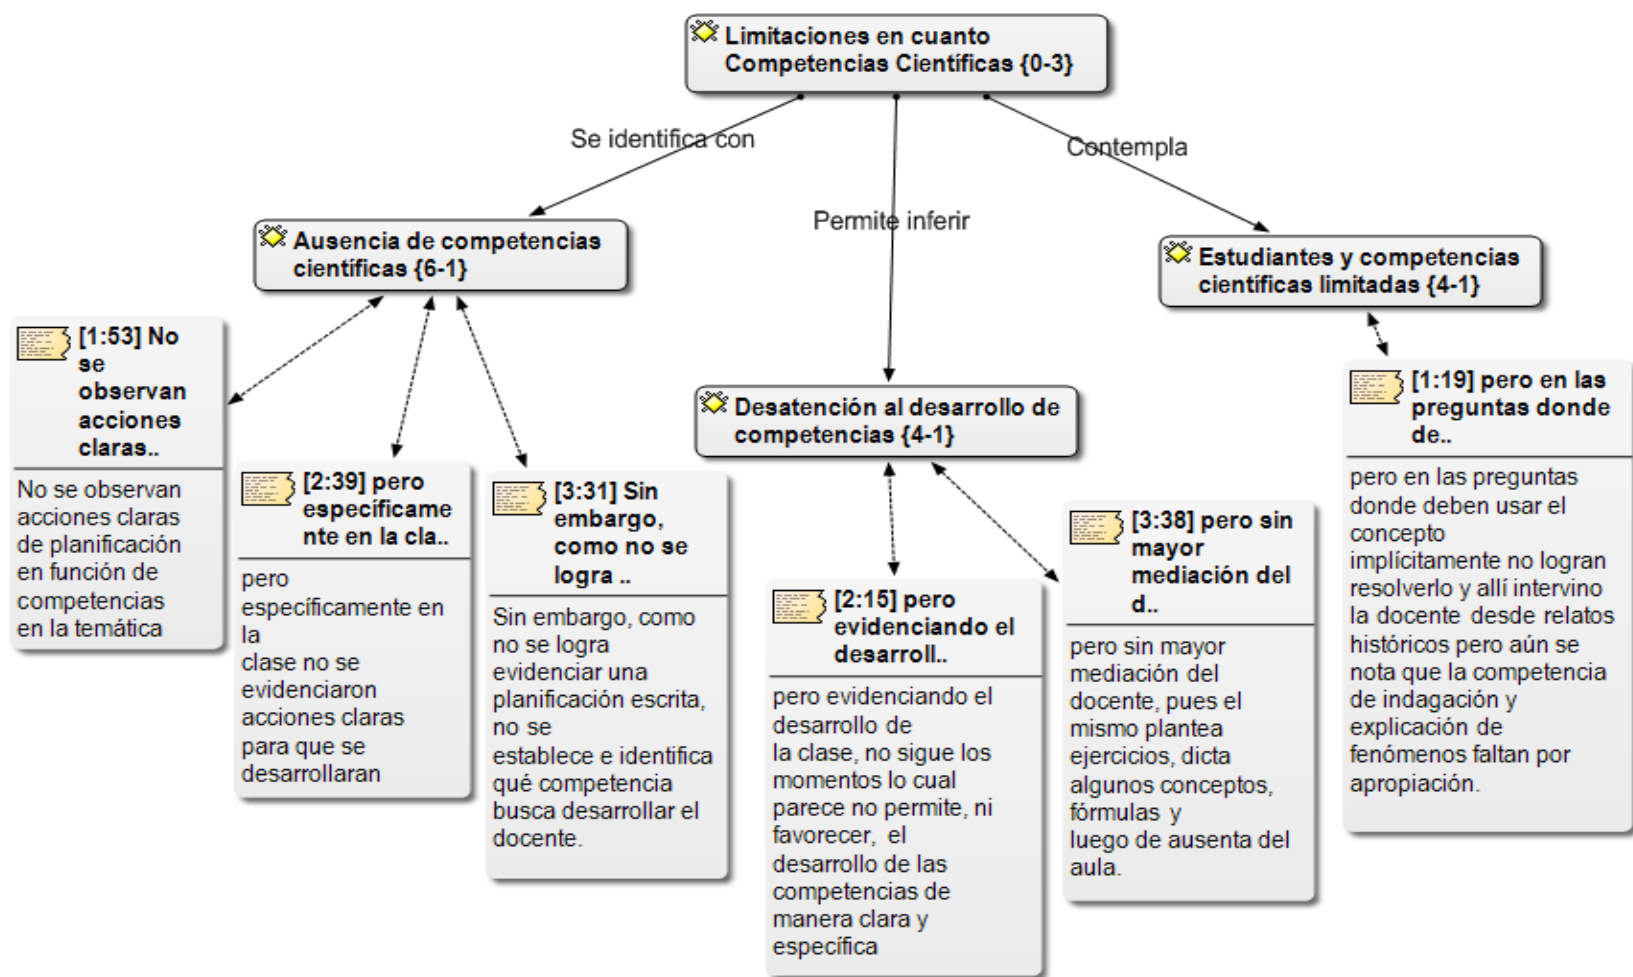 Limitaciones en cuanto
Competencias Científicas {0-3}
Se identifica con
Contempla
Permite inferir
Ausencia de competencias
científicas {6-1}
Estudiantes y competencias
científicas limitadas {4-1}
[1:53] No
se
observan
acciones
claras..
No se observan
acciones claras
de planificación
en función de
competencias
en la temática
[2:39] pero
específicame
nte en la cla..
pero
específicamente en
la
clase no se
evidenciaron
acciones claras
para que se
desarrollaran
[3:31] Sin
embargo,
como no se
logra ..
Sin embargo, como
no se logra
evidenciar una
planificación escrita,
no se
establece e identifica
qué competencia
busca desarrollar el
docente.
Desatención al desarrollo de
competencias {4-1}
[2:15] pero
evidenciando el
desarroll..
pero evidenciando el
desarrollo de
la clase, no sigue los
momentos lo cual
parece no permite, ni
favorecer, el
desarrollo de las
competencias de
manera clara y
específica
[3:38] pero sin
mayor
mediación del
d..
pero sin mayor
mediación del
docente, pues el
mismo plantea
ejercicios, dicta
algunos conceptos,
fórmulas y
luego de ausenta del
aula.
[1:19] pero en las
preguntas donde
de..
pero en las preguntas
donde deben usar el
concepto
implícitamente no logran
resolverlo y allí intervino
la docente desde relatos
históricos pero aún se
nota que la competencia
de indagación y
explicación de
fenómenos faltan por
apropiación.